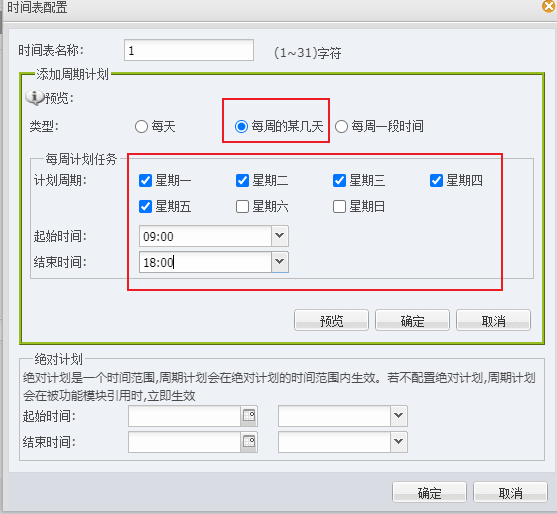 时间表配置
时间表名称: 1 (1~31)字符
添加周期计划
预览:
类型: 每天 每周的某几天 每周一段时间
每周计划任务
计划周期: 星期一 星期二 星期三 星期四
星期五 星期六 星期日
起始时间: 09:00
结束时间: 18:00
预览 确定 取消
绝对计划
绝对计划是一个时间范围,周期计划会在绝对计划的时间范围内生效。若不配置绝对计划,周期计划
会在被功能模块引用时,立即生效
起始时间:
结束时间:
确定 取消